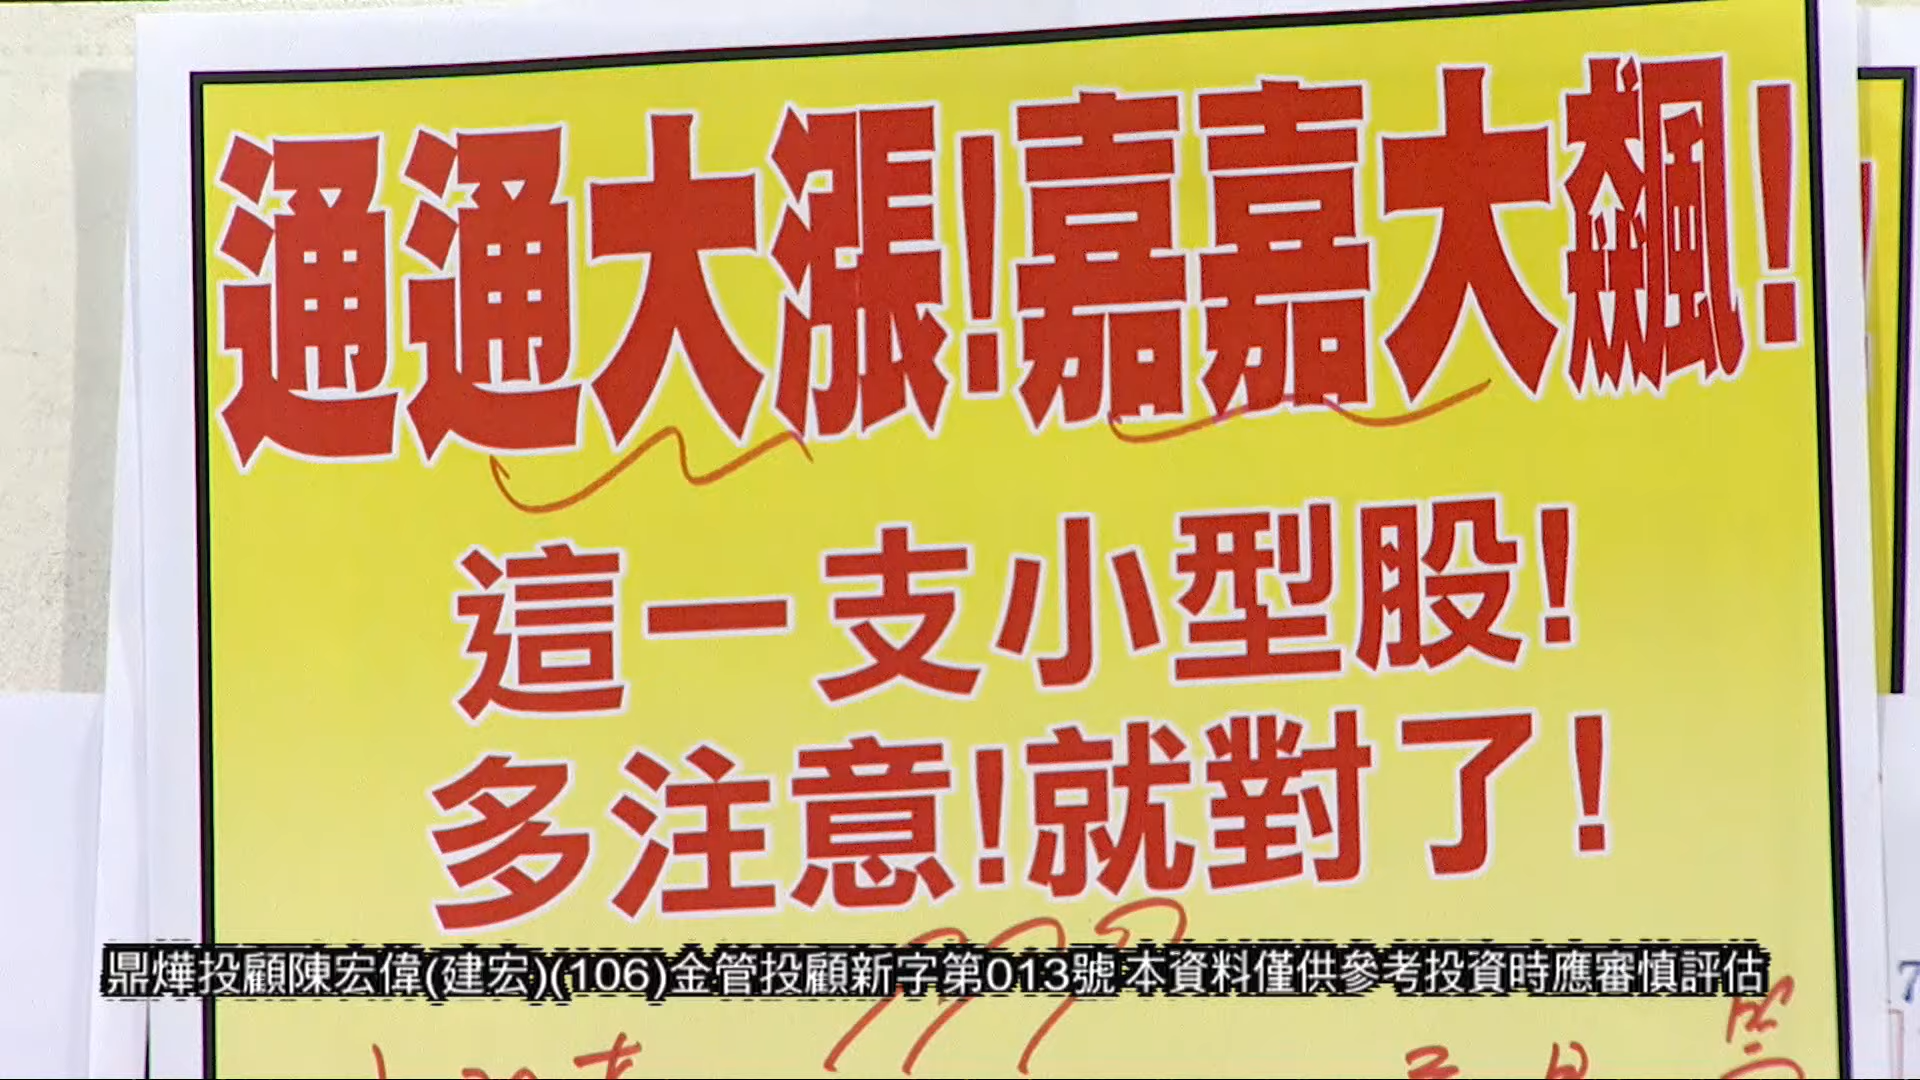 通通大漲!嘉嘉大飆!
這一支小型股!
多注意!就對了!
???
鼎燁投顧陳宏偉(建宏)(106)金管投顧新字第013號 本資料僅供參考投資時應審慎評估
7